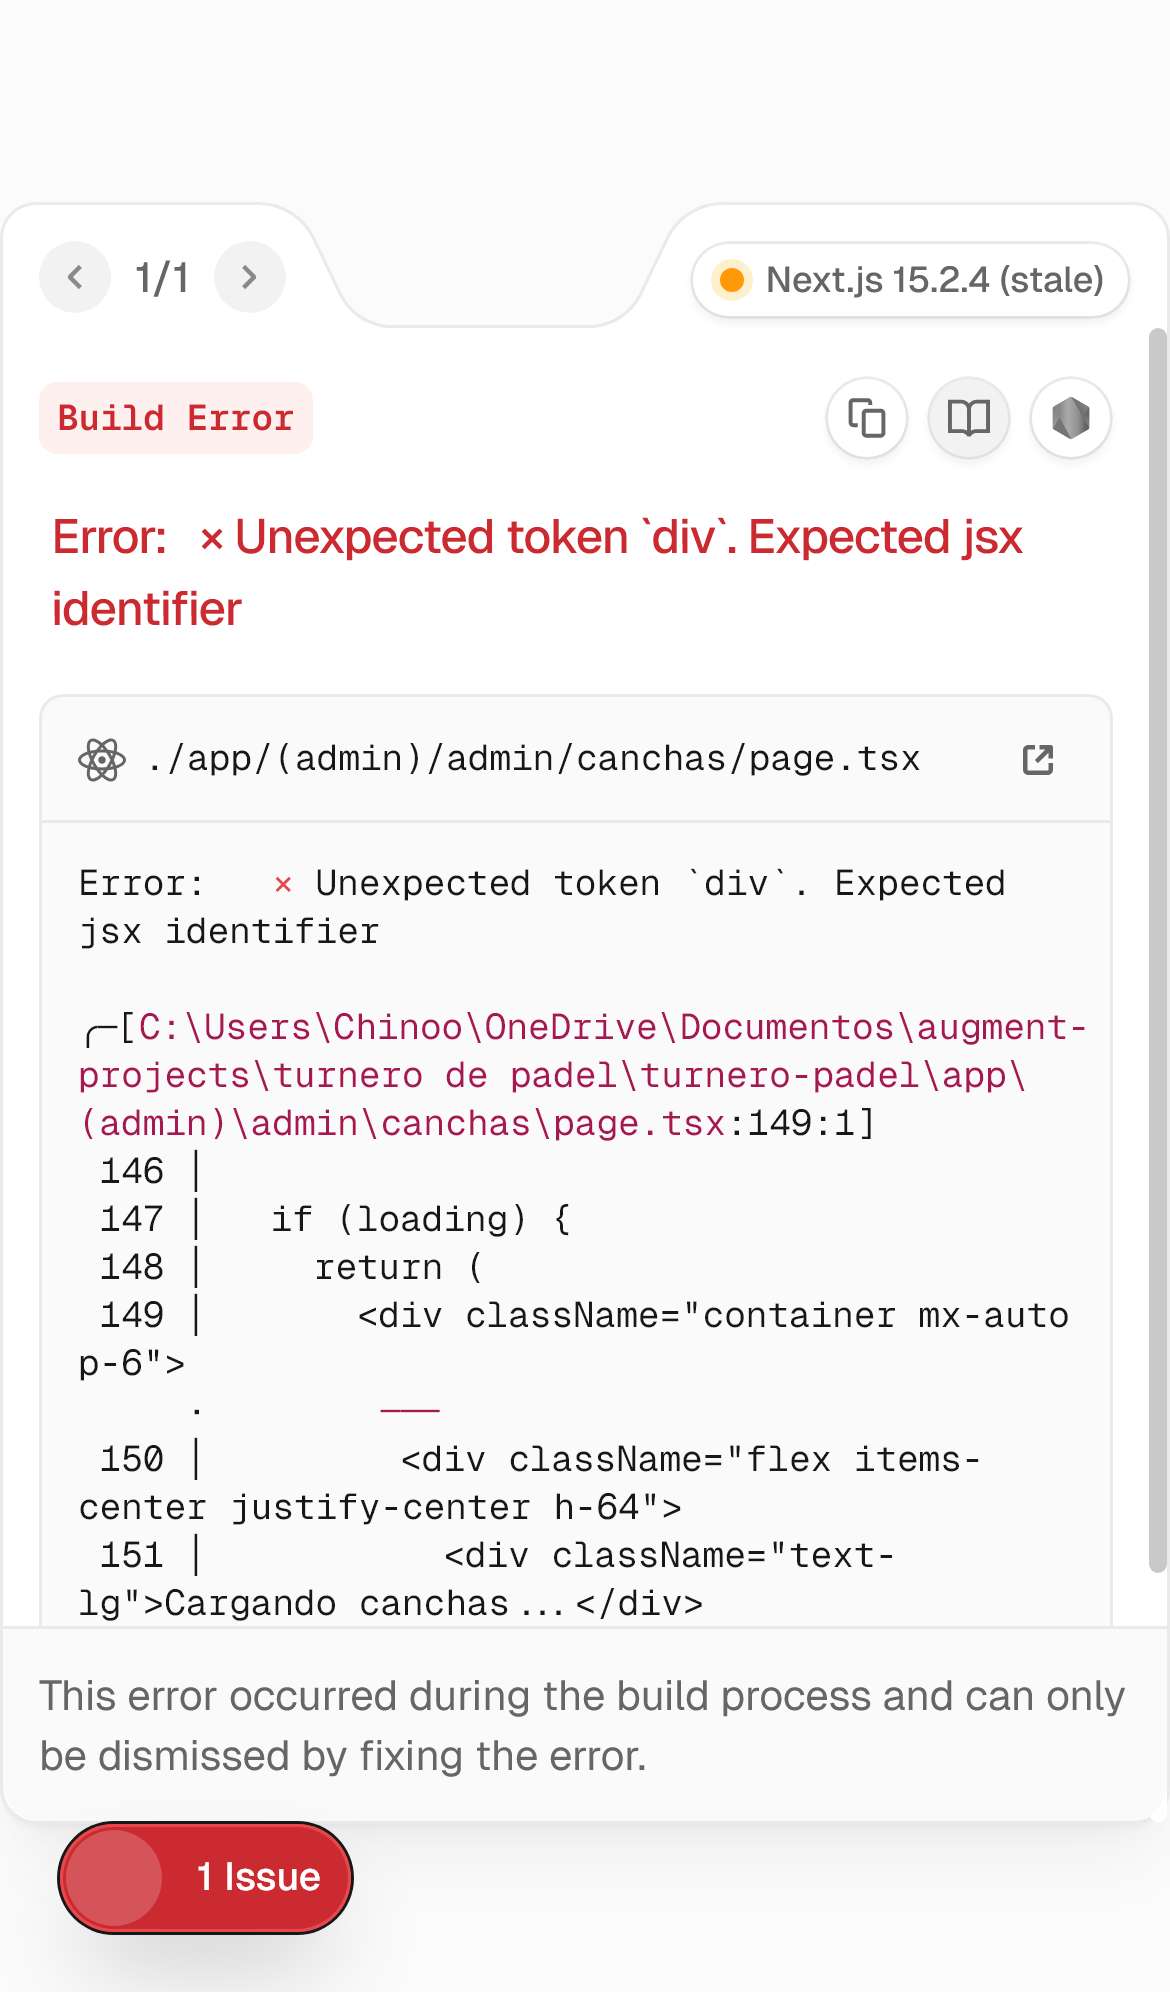 1/1
Next.js 15.2.4 (stale)
Build Error
Error:   × Unexpected token `div`. Expected jsx
identifier
./app/(admin)/admin/canchas/page.tsx
Error:   × Unexpected token `div`. Expected
jsx identifier
╭─[C:\Users\Chinoo\OneDrive\Documentos\augment-
projects\turnero de padel\turnero-padel\app\
(admin)\admin\canchas\page.tsx:149:1]
 146 │
 147 │   if (loading) {
 148 │     return (
 149 │       <div className="container mx-auto
p-6">
     ·        ───
 150 │         <div className="flex items-
center justify-center h-64">
 151 │           <div className="text-
lg">Cargando canchas...</div>
This error occurred during the build process and can only
be dismissed by fixing the error.
1 Issue